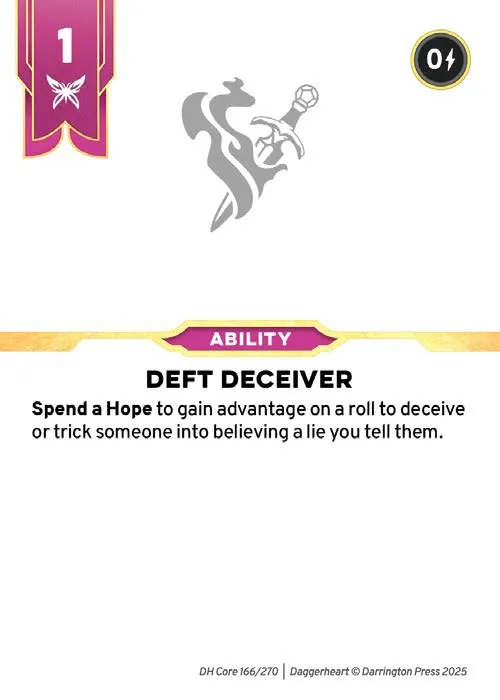 1
0
ABILITY
DEFT DECEIVER
Spend a Hope to gain advantage on a roll to deceive
or trick someone into believing a lie you tell them.
DH Core 166/270 | Daggerheart © Darrington Press 2025